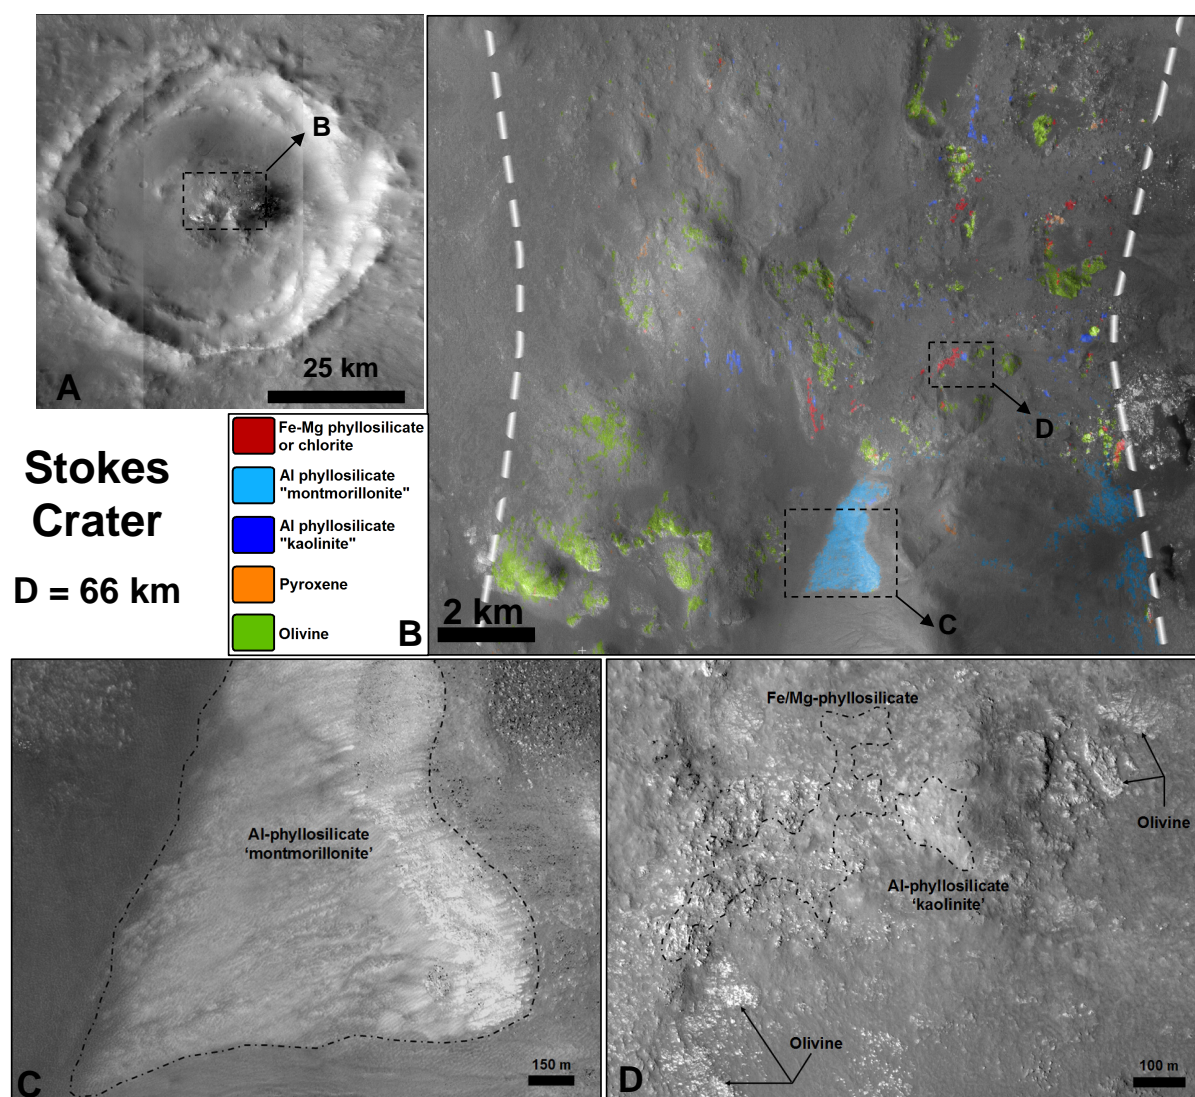 B
25 km
A
Stokes
Crater
D = 66 km
Fe-Mg phyllosilicate
or chlorite
Al phyllosilicate
"montmorillonite"
Al phyllosilicate
"kaolinite"
Pyroxene
Olivine
B
2 km
D
C
Al-phyllosilicate
‘montmorillonite’
C
150 m
Fe/Mg-phyllosilicate
Olivine
Al-phyllosilicate
‘kaolinite’
Olivine
D
100 m